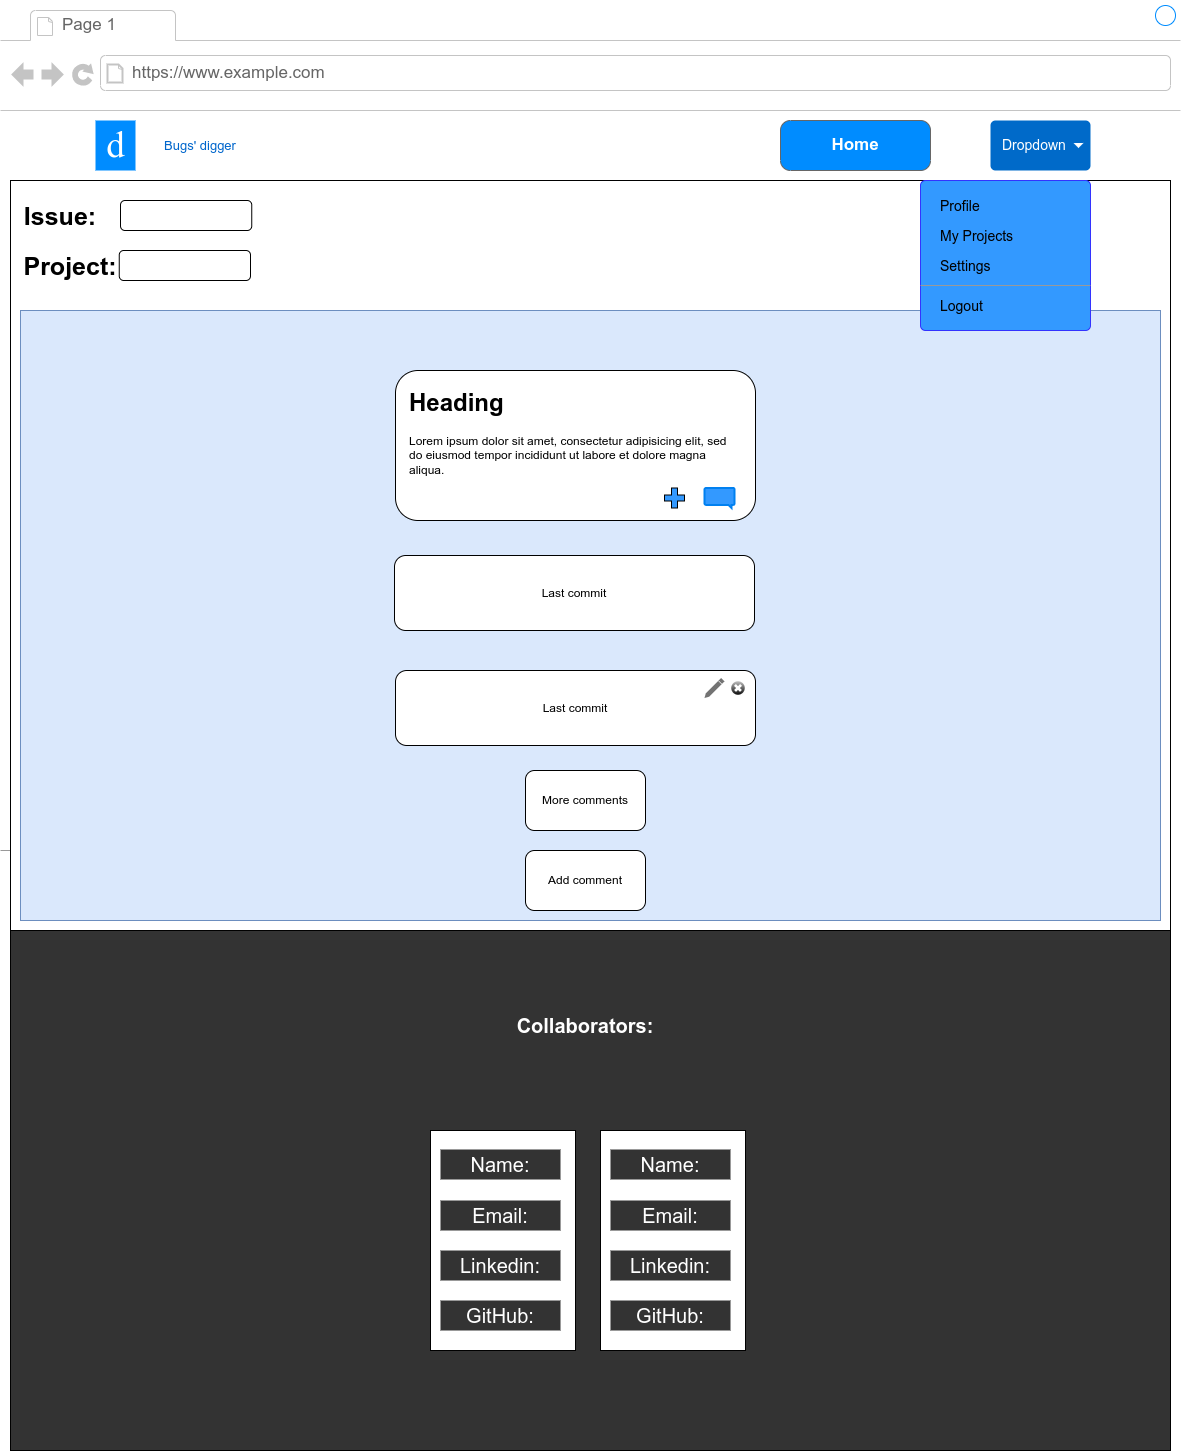 Page 1
https://www.example.com
d
Bugs' digger
Home
Dropdown
Profile
My Projects
Settings
Logout
Issue:
Project:
Heading
Lorem ipsum dolor sit amet, consectetur adipisicing elit, sed
do eiusmod tempor incididunt ut labore et dolore magna
aliqua.
Last commit
Last commit
More comments
Add comment
Collaborators:
Name:
Email:
Linkedin:
GitHub:
Name:
Email:
Linkedin:
GitHub: